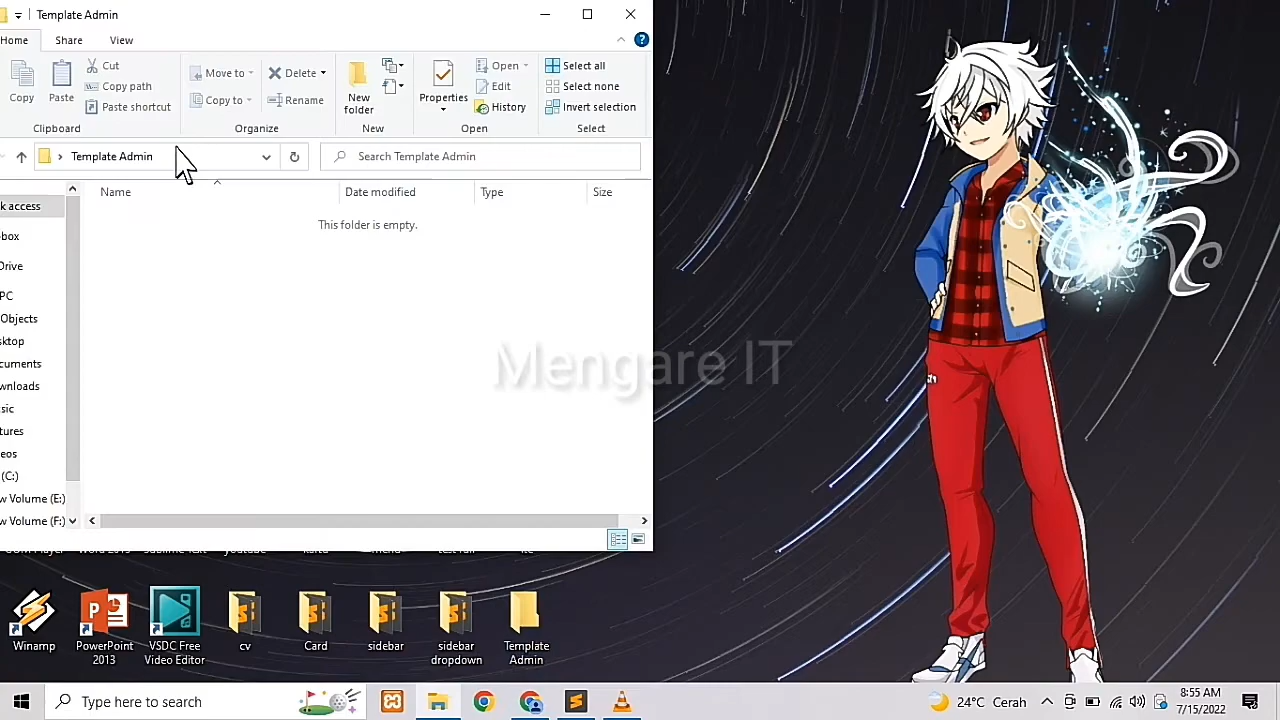 Template Admin
Home Share View
Cut
Copy path
Paste shortcut
Copy Paste
Clipboard
Move to Delete
Copy to Rename
Organize
New
folder
New
Properties
Open
Edit
History
Open
Select all
Select none
Invert selection
Select
Template Admin
Search Template Admin
Name Date modified Type Size
This folder is empty.
k access
box
Drive
PC
Objects
sktop
cuments
wnloads
sic
tures
eos
(C:)
w Volume (E:)
w Volume (F:)
Mengare IT
Winamp
PowerPoint
2013
VSDC Free
Video Editor
cv
Card
sidebar
sidebar
dropdown
Template
Admin
Type here to search
24°C Cerah
8:55 AM
7/15/2022